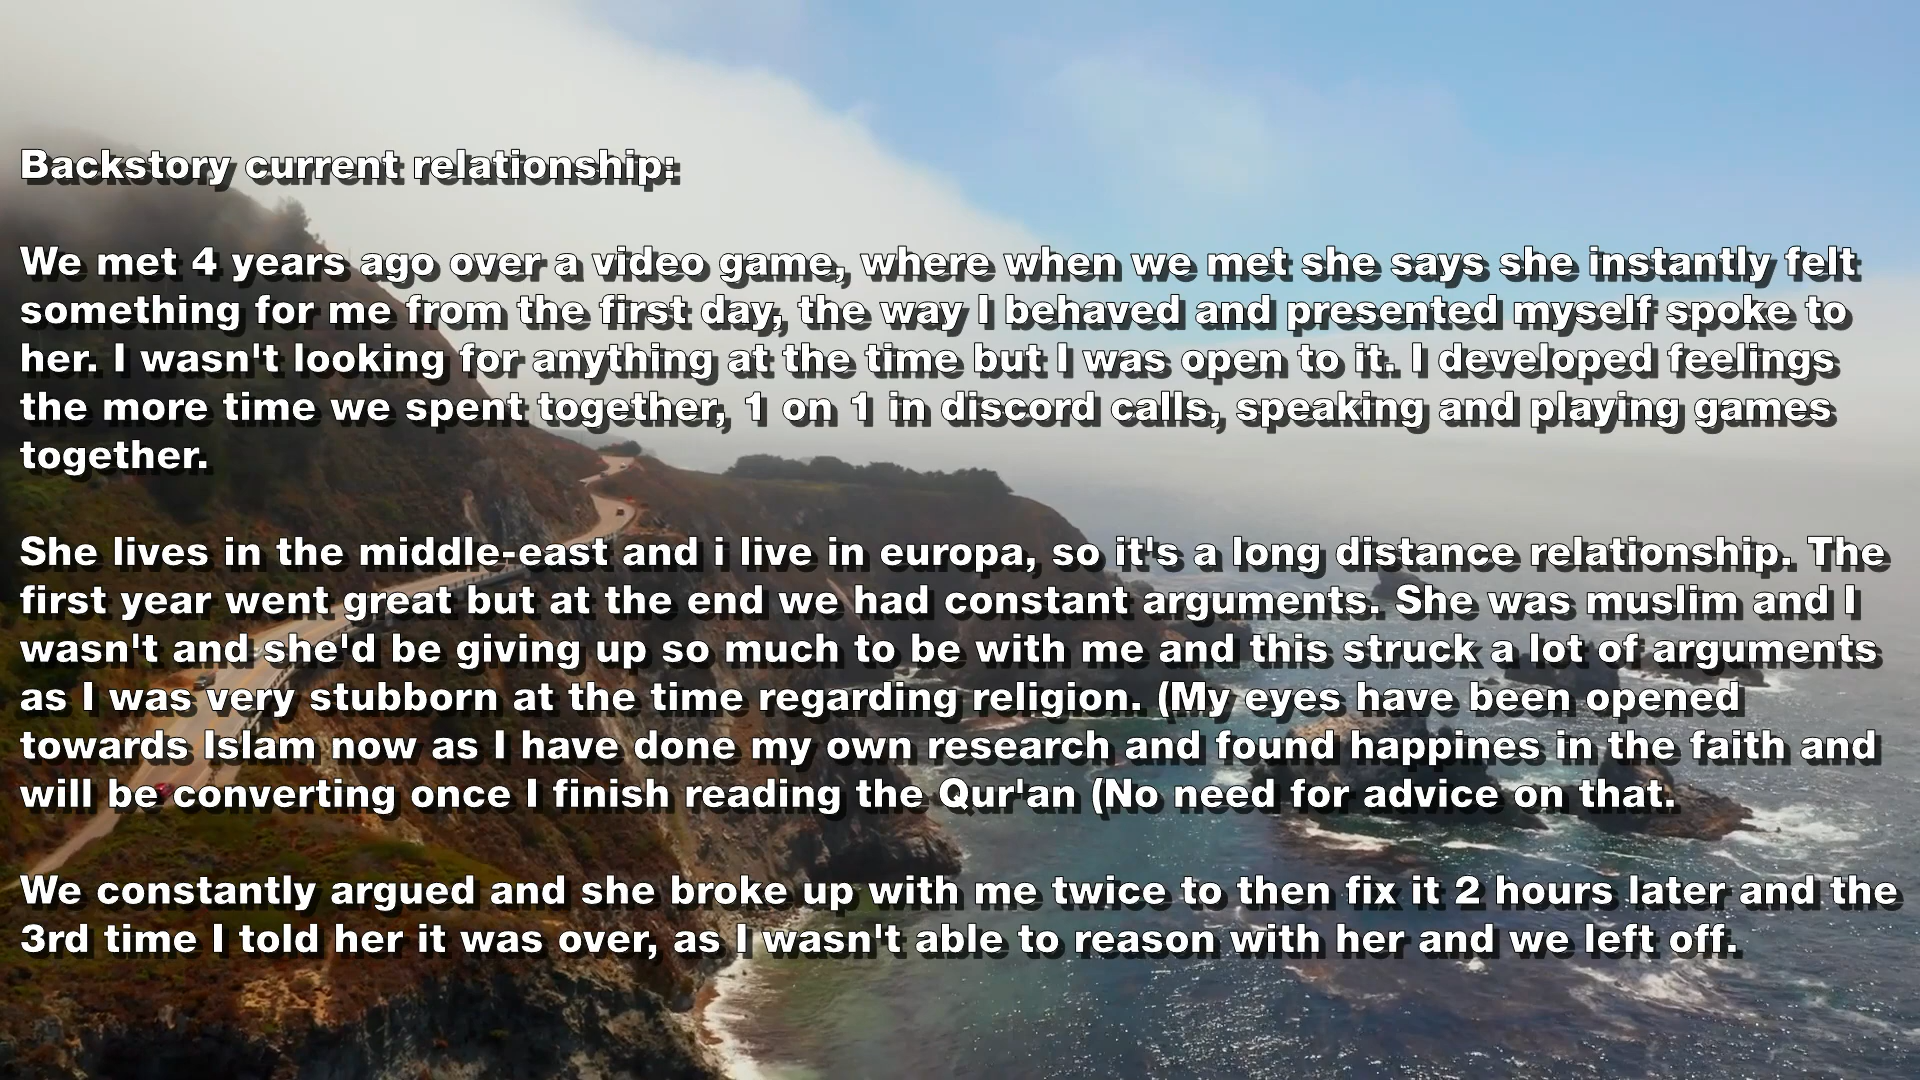 Backstory current relationship:
We met 4 years ago over a video game, where when we met she says she instantly felt
something for me from the first day, the way I behaved and presented myself spoke to
her. I wasn't looking for anything at the time but I was open to it. I developed feelings
the more time we spent together, 1 on 1 in discord calls, speaking and playing games
together.
She lives in the middle-east and i live in europa, so it's a long distance relationship. The
first year went great but at the end we had constant arguments. She was muslim and I
wasn't and she'd be giving up so much to be with me and this struck a lot of arguments
as I was very stubborn at the time regarding religion. (My eyes have been opened
towards Islam now as I have done my own research and found happines in the faith and
will be converting once I finish reading the Qur'an (No need for advice on that.
We constantly argued and she broke up with me twice to then fix it 2 hours later and the
3rd time I told her it was over, as I wasn't able to reason with her and we left off.